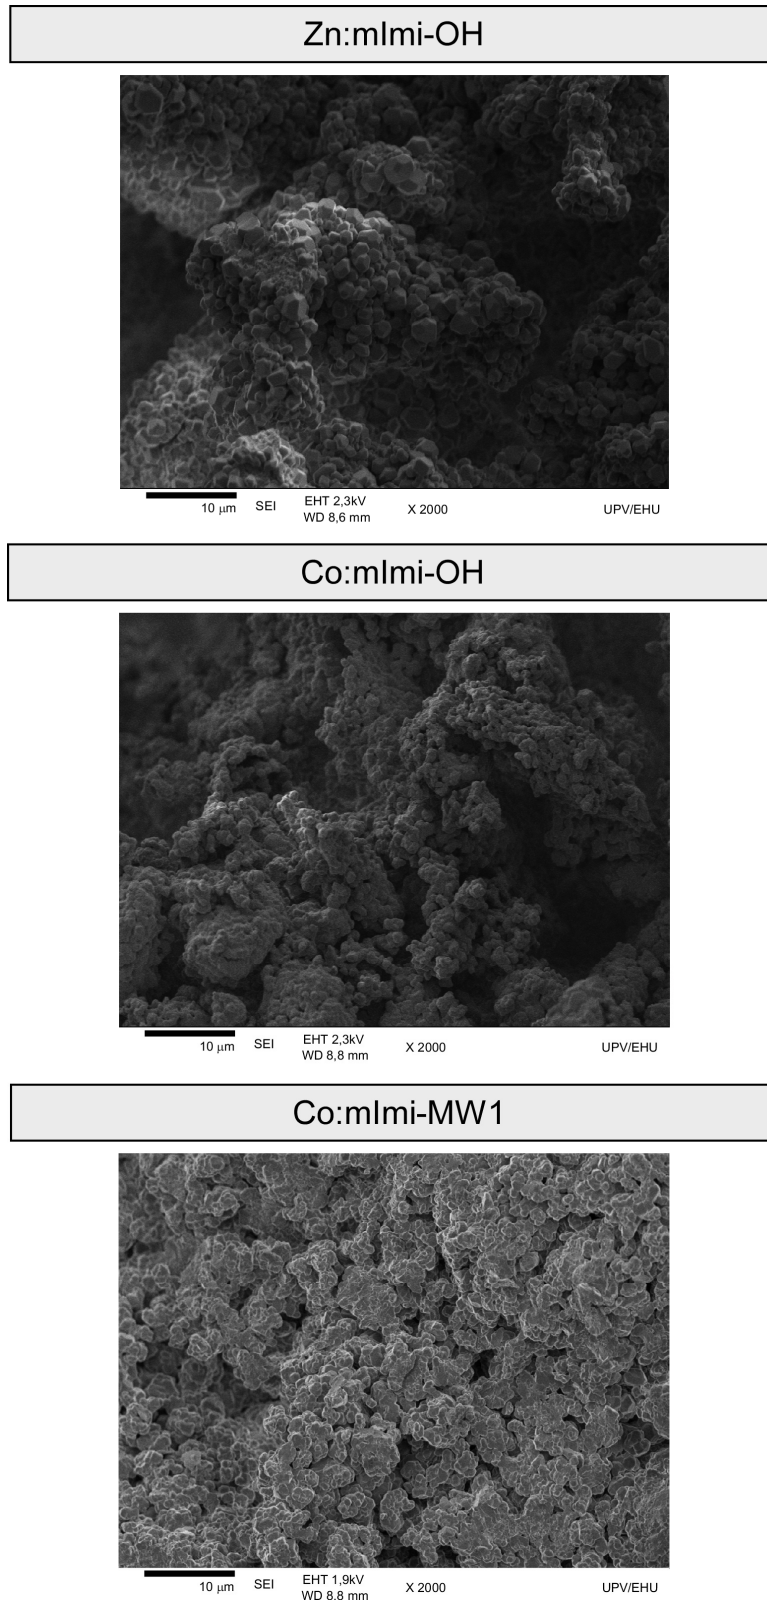 Zn:mImi-OH
10 μm SEI EHT 2,3kV X 2000 UPV/EHU
WD 8,6 mm
Co:mImi-OH
10 μm SEI EHT 2,3kV X 2000 UPV/EHU
WD 8,8 mm
Co:mImi-MW1
10 μm SEI EHT 1,9kV X 2000 UPV/EHU
WD 8,8 mm